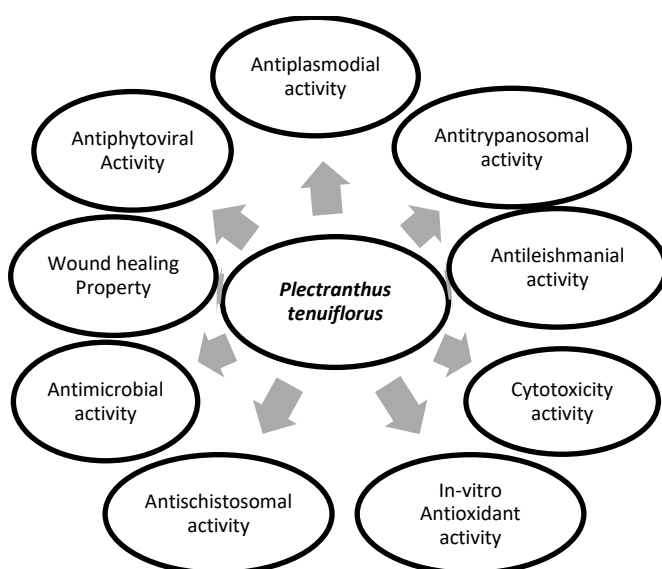 Antiplasmodial
activity
Antiphytoviral
Activity
Antitrypanosomal
activity
Wound healing
Property
Plectranthus
tenuiflorus
Antileishmanial
activity
Antimicrobial
activity
Cytotoxicity
activity
Antischistosomal
activity
In-vitro
Antioxidant
activity